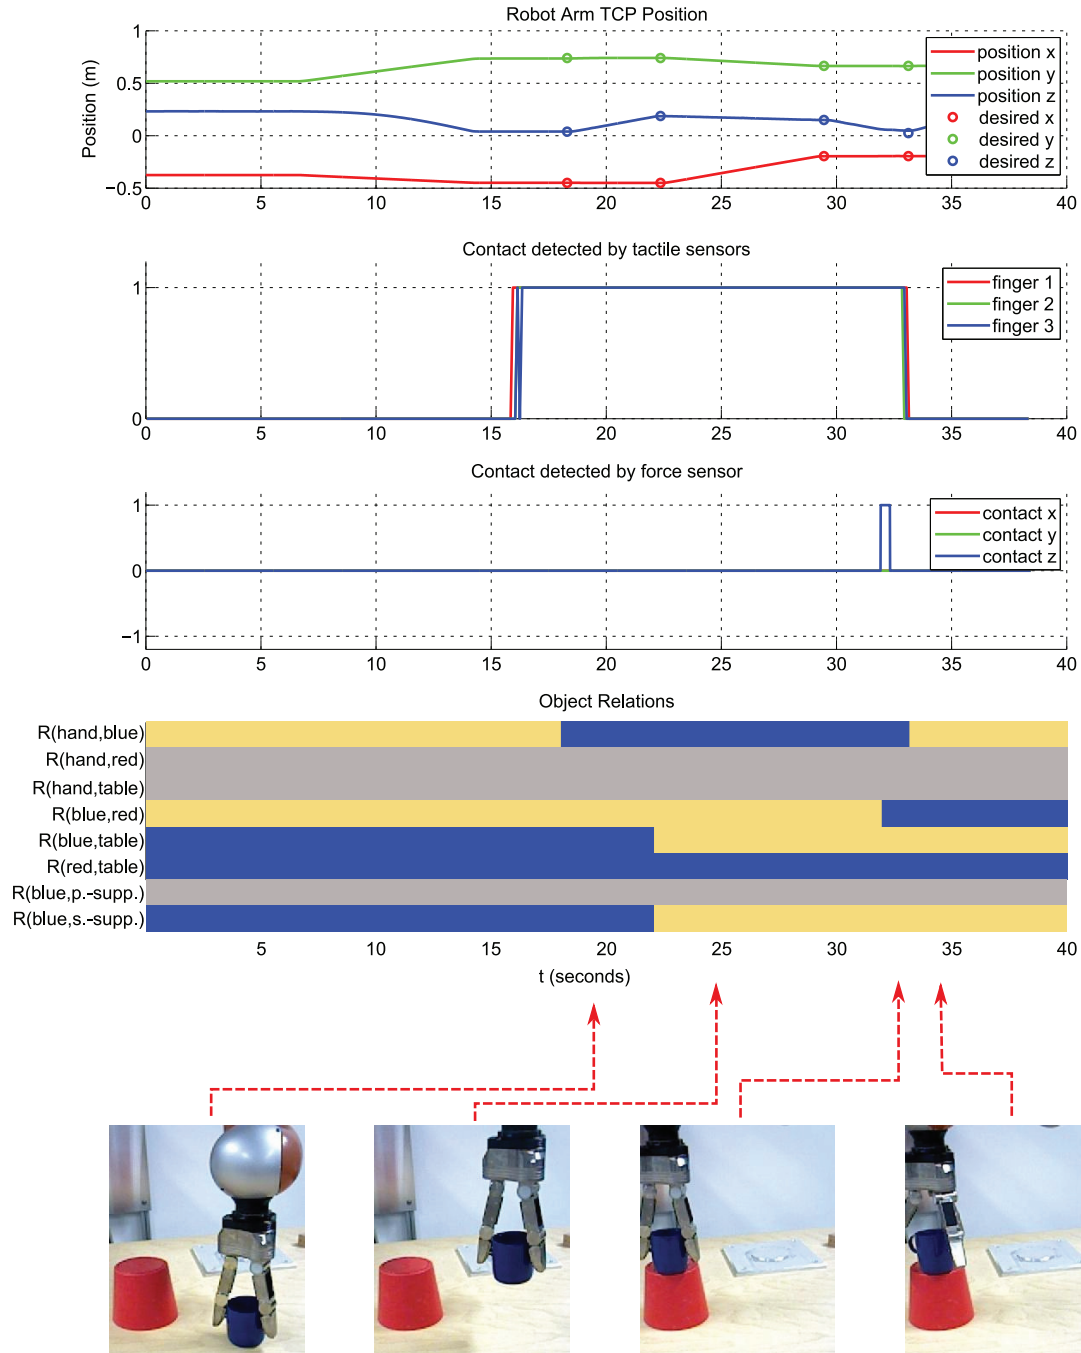 Robot Arm TCP Position
Position (m)
1
0.5
0
−0.5
0 5 10 15 20 25 30 35 40
position x
position y
position z
desired x
desired y
desired z
Contact detected by tactile sensors
1
0
0 5 10 15 20 25 30 35 40
finger 1
finger 2
finger 3
Contact detected by force sensor
1
0
−1
0 5 10 15 20 25 30 35 40
contact x
contact y
contact z
Object Relations
R(hand,blue)
R(hand,red)
R(hand,table)
R(blue,red)
R(blue,table)
R(red,table)
R(blue,p.-supp.)
R(blue,s.-supp.)
5 10 15 20 25 30 35 40
t (seconds)